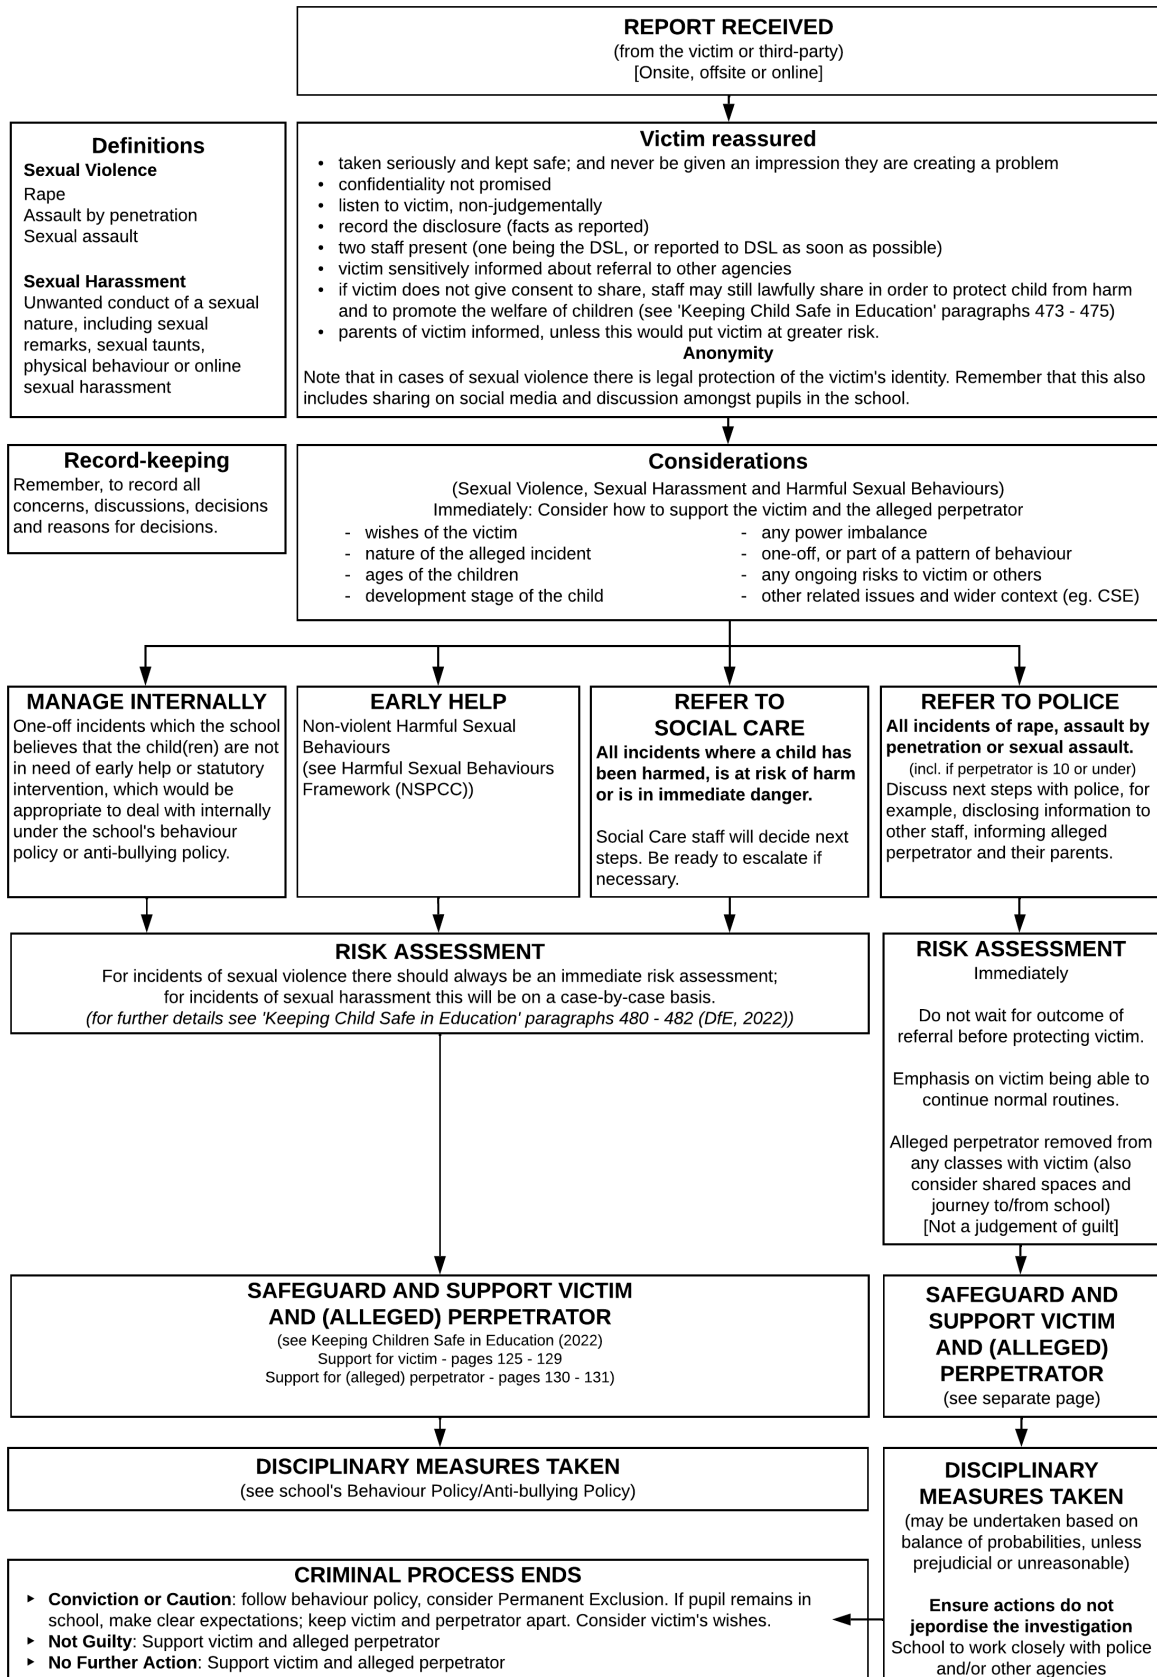 REPORT RECEIVED
(from the victim or third-party)
[Onsite, offsite or online]
Definitions
Sexual Violence
Rape
Assault by penetration
Sexual assault
Sexual Harassment
Unwanted conduct of a sexual
nature, including sexual
remarks, sexual taunts,
physical behaviour or online
sexual harassment
Victim reassured
• taken seriously and kept safe; and never be given an impression they are creating a problem
• confidentiality not promised
• listen to victim, non-judgementally
• record the disclosure (facts as reported)
• two staff present (one being the DSL, or reported to DSL as soon as possible)
• victim sensitively informed about referral to other agencies
• if victim does not give consent to share, staff may still lawfully share in order to protect child from harm
and to promote the welfare of children (see 'Keeping Child Safe in Education' paragraphs 473 - 475)
• parents of victim informed, unless this would put victim at greater risk.
Anonymity
Note that in cases of sexual violence there is legal protection of the victim's identity. Remember that this also
includes sharing on social media and discussion amongst pupils in the school.
Record-keeping
Remember, to record all
concerns, discussions, decisions
and reasons for decisions.
Considerations
(Sexual Violence, Sexual Harassment and Harmful Sexual Behaviours)
Immediately: Consider how to support the victim and the alleged perpetrator
- wishes of the victim
- nature of the alleged incident
- ages of the children
- development stage of the child
- any power imbalance
- one-off, or part of a pattern of behaviour
- any ongoing risks to victim or others
- other related issues and wider context (eg. CSE)
MANAGE INTERNALLY
One-off incidents which the school
believes that the child(ren) are not
in need of early help or statutory
intervention, which would be
appropriate to deal with internally
under the school's behaviour
policy or anti-bullying policy.
EARLY HELP
Non-violent Harmful Sexual
Behaviours
(see Harmful Sexual Behaviours
Framework (NSPCC))
REFER TO
SOCIAL CARE
All incidents where a child has
been harmed, is at risk of harm
or is in immediate danger.
Social Care staff will decide next
steps. Be ready to escalate if
necessary.
REFER TO POLICE
All incidents of rape, assault by
penetration or sexual assault.
(incl. if perpetrator is 10 or under)
Discuss next steps with police, for
example, disclosing information to
other staff, informing alleged
perpetrator and their parents.
RISK ASSESSMENT
For incidents of sexual violence there should always be an immediate risk assessment;
for incidents of sexual harassment this will be on a case-by-case basis.
(for further details see 'Keeping Child Safe in Education' paragraphs 480 - 482 (DfE, 2022))
RISK ASSESSMENT
Immediately
Do not wait for outcome of
referral before protecting victim.
Emphasis on victim being able to
continue normal routines.
Alleged perpetrator removed from
any classes with victim (also
consider shared spaces and
journey to/from school)
[Not a judgement of guilt]
SAFEGUARD AND SUPPORT VICTIM
AND (ALLEGED) PERPETRATOR
(see Keeping Children Safe in Education (2022)
Support for victim - pages 125 - 129
Support for (alleged) perpetrator - pages 130 - 131)
SAFEGUARD AND
SUPPORT VICTIM
AND (ALLEGED)
PERPETRATOR
(see separate page)
DISCIPLINARY MEASURES TAKEN
(see school's Behaviour Policy/Anti-bullying Policy)
DISCIPLINARY
MEASURES TAKEN
(may be undertaken based on
balance of probabilities, unless
prejudicial or unreasonable)
Ensure actions do not
jepordise the investigation
School to work closely with police
and/or other agencies
CRIMINAL PROCESS ENDS
‣ Conviction or Caution: follow behaviour policy, consider Permanent Exclusion. If pupil remains in
school, make clear expectations; keep victim and perpetrator apart. Consider victim's wishes.
‣ Not Guilty: Support victim and alleged perpetrator
‣ No Further Action: Support victim and alleged perpetrator